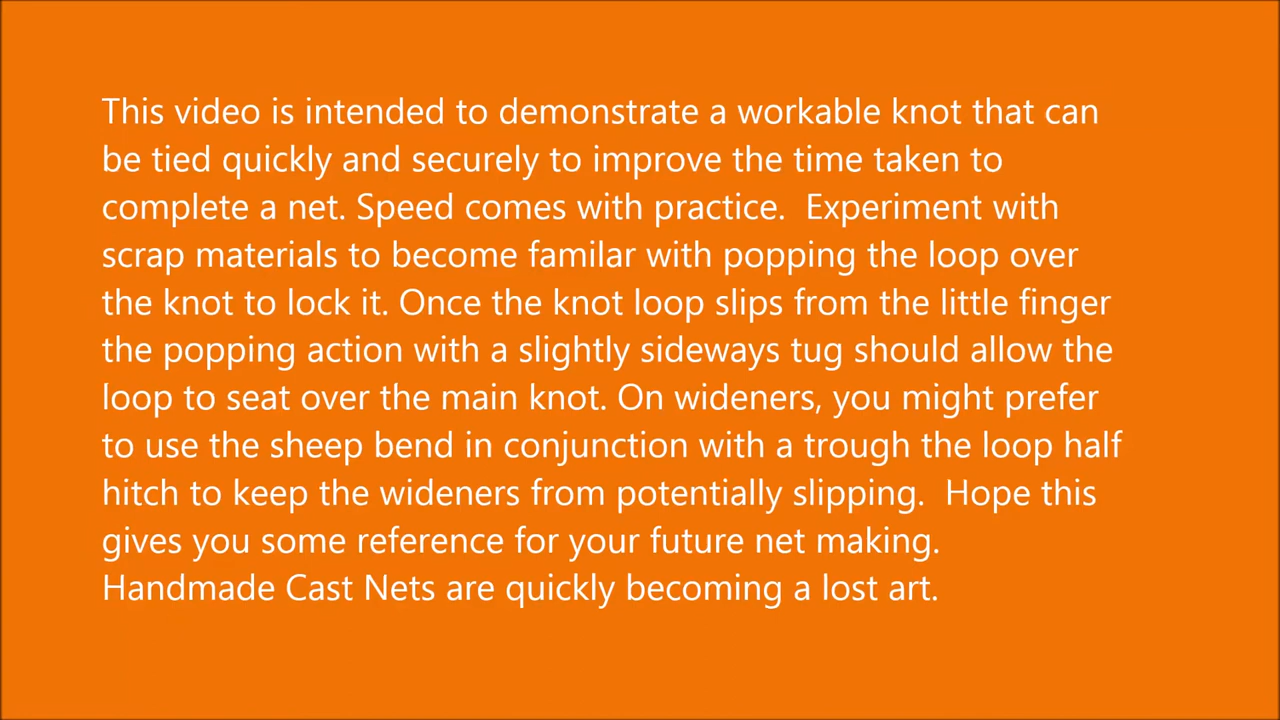 This video is intended to demonstrate a workable knot that can
be tied quickly and securely to improve the time taken to
complete a net. Speed comes with practice.  Experiment with
scrap materials to become familar with popping the loop over
the knot to lock it. Once the knot loop slips from the little finger
the popping action with a slightly sideways tug should allow the
loop to seat over the main knot. On wideners, you might prefer
to use the sheep bend in conjunction with a trough the loop half
hitch to keep the wideners from potentially slipping.  Hope this
gives you some reference for your future net making.
Handmade Cast Nets are quickly becoming a lost art.